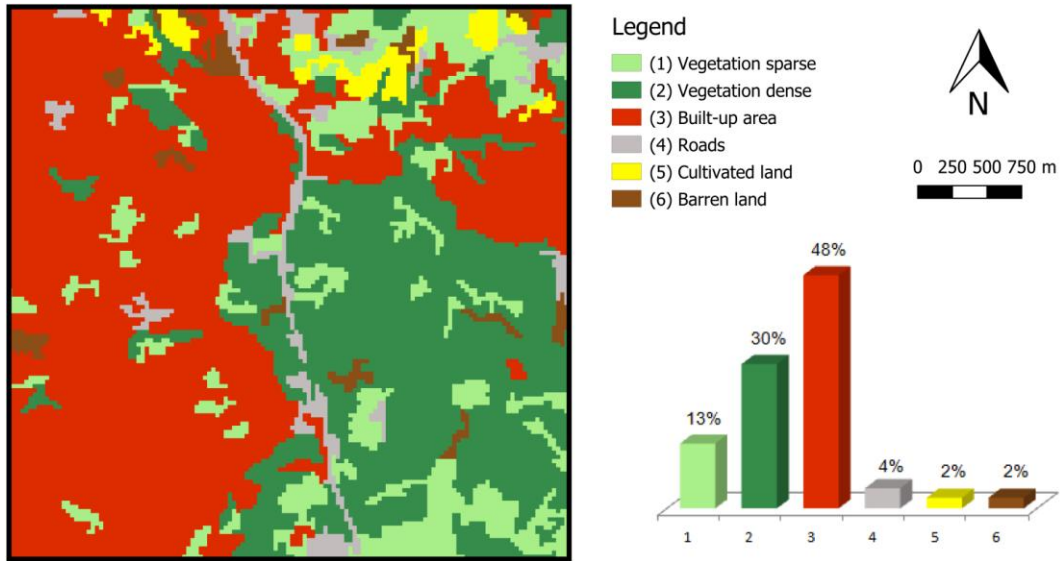 Legend
(1) Vegetation sparse
(2) Vegetation dense
(3) Built-up area
(4) Roads
(5) Cultivated land
(6) Barren land
N
0 250 500 750 m
48%
30%
13%
4%
2%
2%
1 2 3 4 5 6